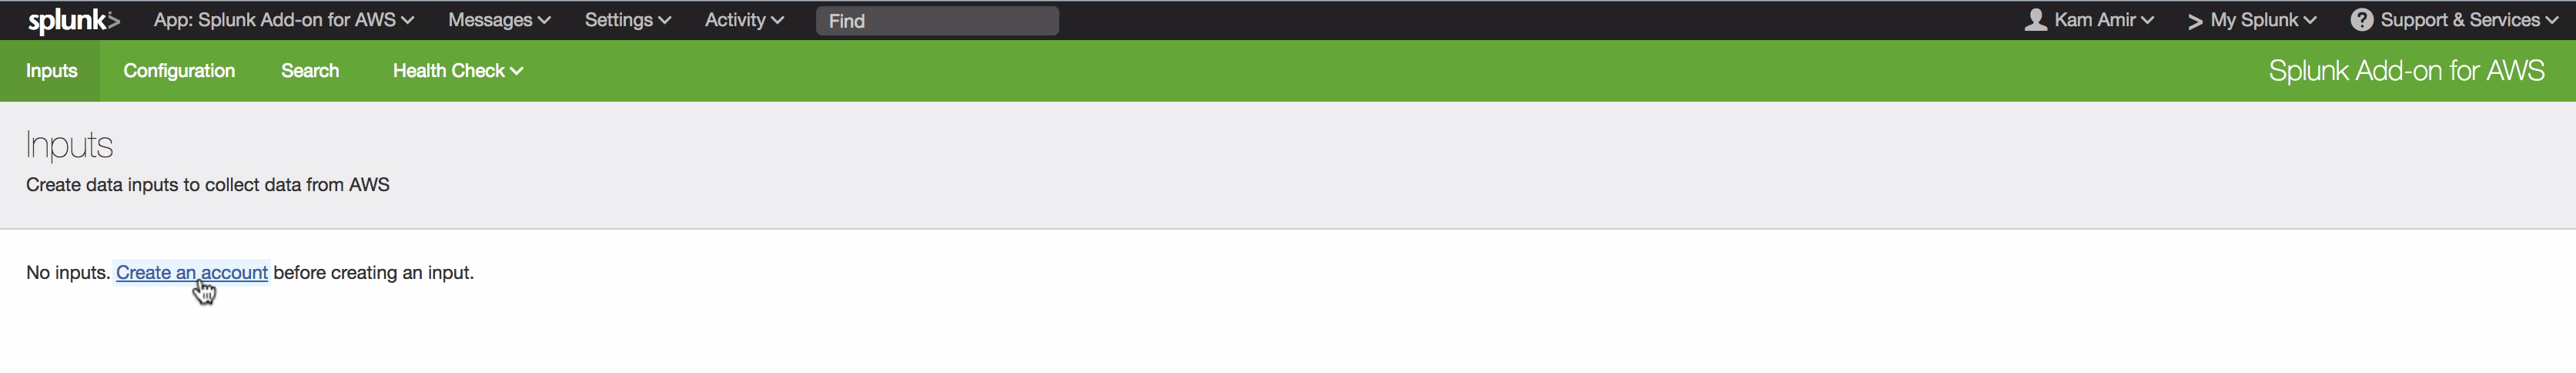 splunk> App: Splunk Add-on for AWS Messages Settings Activity Find Kam Amir > My Splunk ? Support & Services
Inputs Configuration Search Health Check Splunk Add-on for AWS
Inputs
Create data inputs to collect data from AWS
No inputs. Create an account before creating an input.